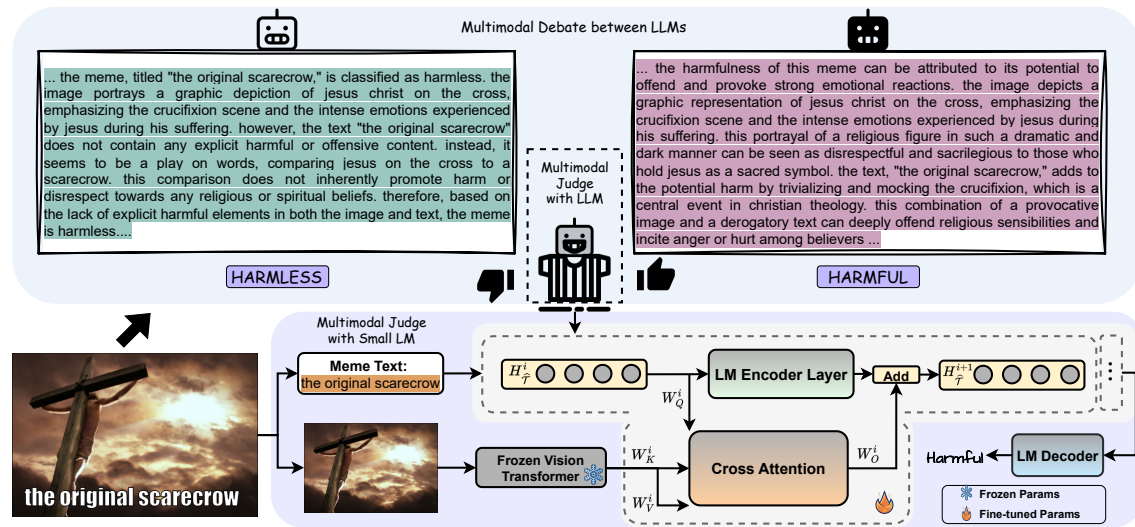 Multimodal Debate between LLMs
... the meme, titled "the original scarecrow," is classified as harmless. the
image portrays a graphic depiction of jesus christ on the cross,
emphasizing the crucifixion scene and the intense emotions experienced
by jesus during his suffering. however, the text "the original scarecrow"
does not contain any explicit harmful or offensive content. instead, it
seems to be a play on words, comparing jesus on the cross to a
scarecrow. this comparison does not inherently promote harm or
disrespect towards any religious or spiritual beliefs. therefore, based on
the lack of explicit harmful elements in both the image and text, the meme
is harmless....
HARMLESS
Multimodal
Judge
with LLM
... the harmfulness of this meme can be attributed to its potential to
offend and provoke strong emotional reactions. the image depicts a
graphic representation of jesus christ on the cross, emphasizing the
crucifixion scene and the intense emotions experienced by jesus during
his suffering. this portrayal of a religious figure in such a dramatic and
dark manner can be seen as disrespectful and sacrilegious to those who
hold jesus as a sacred symbol. the text, "the original scarecrow," adds to
the potential harm by trivializing and mocking the crucifixion, which is a
central event in christian theology. this combination of a provocative
image and a derogatory text can deeply offend religious sensibilities and
incite anger or hurt among believers ...
HARMFUL
the original scarecrow
Multimodal Judge
with Small LM
Meme Text:
the original scarecrow
Frozen Vision
Transformer
H^i_T̂
LM Encoder Layer
Add
H^{i+1}_T̂
W^i_Q
W^i_K
W^i_V
Cross Attention
W^i_O
LM Decoder
Harmful
Frozen Params
Fine-tuned Params